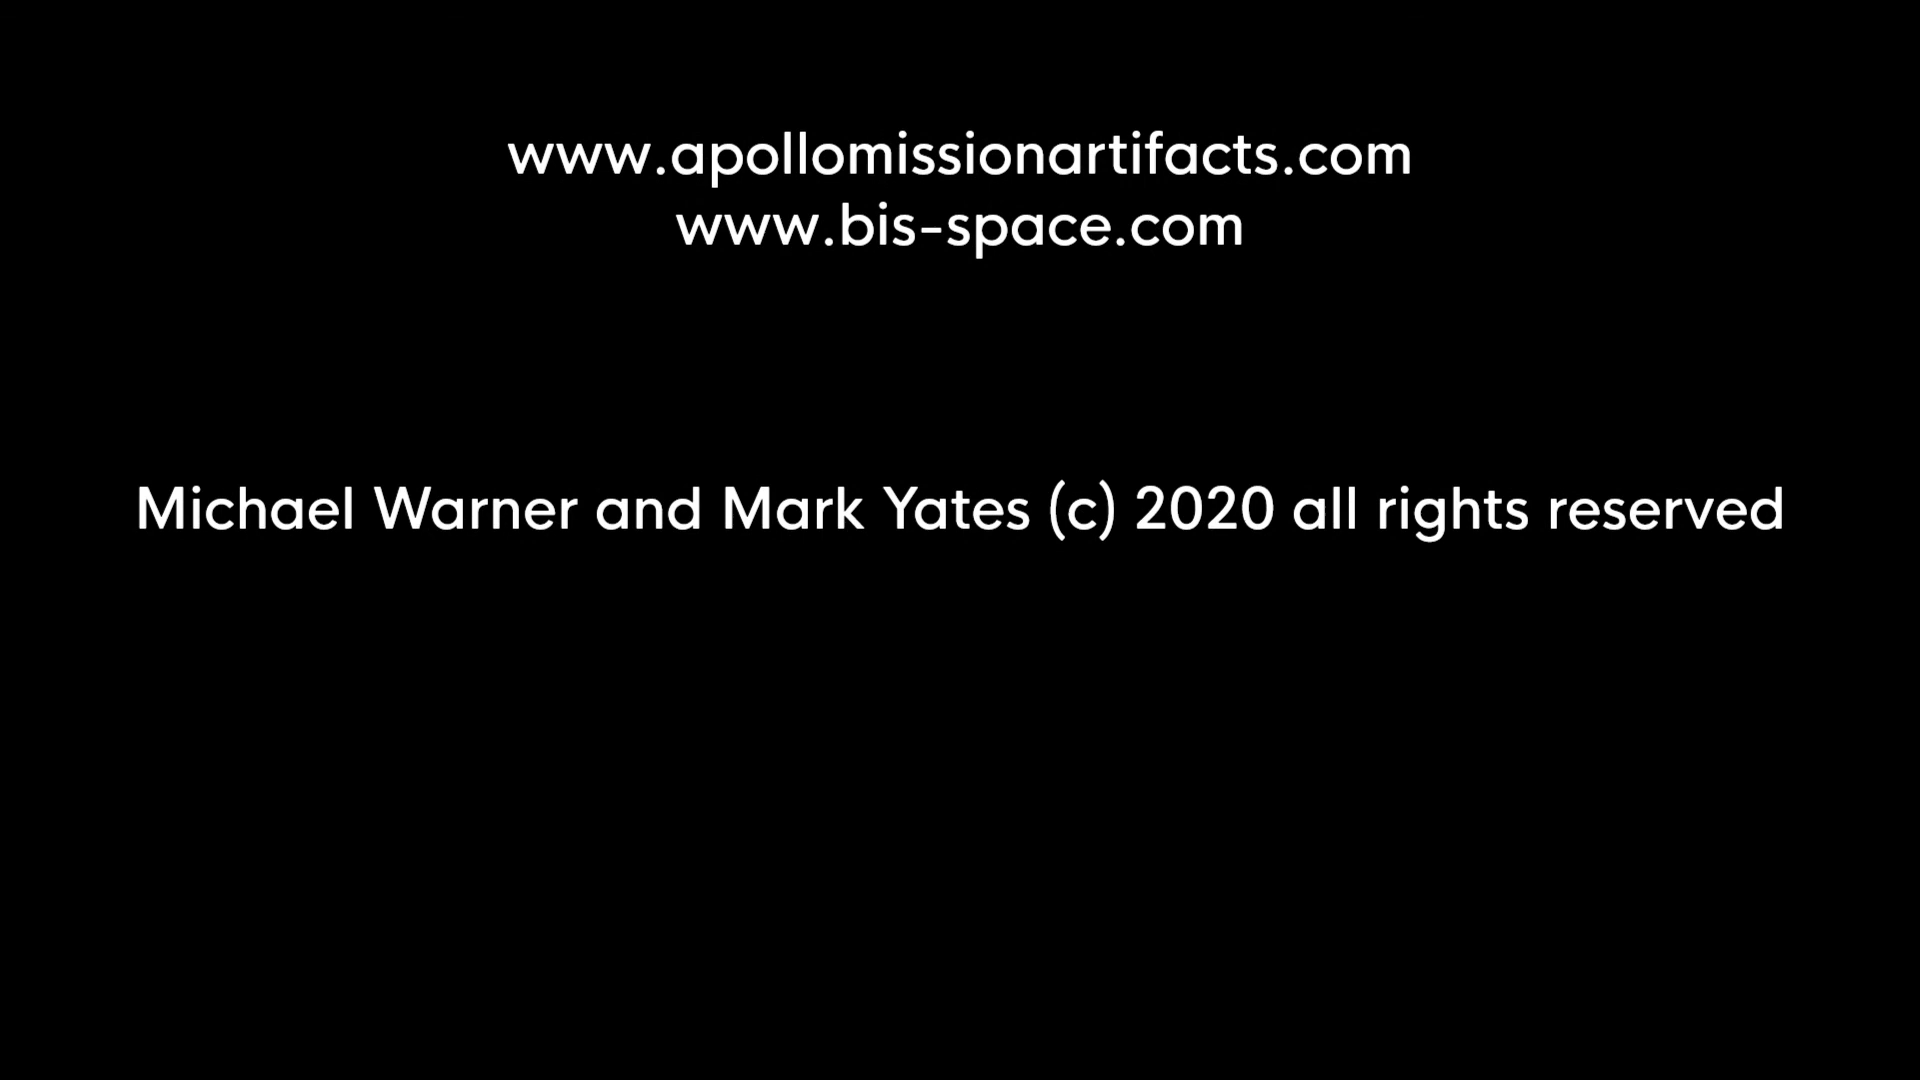 www.apollomissionartifacts.com
www.bis-space.com
Michael Warner and Mark Yates (c) 2020 all rights reserved